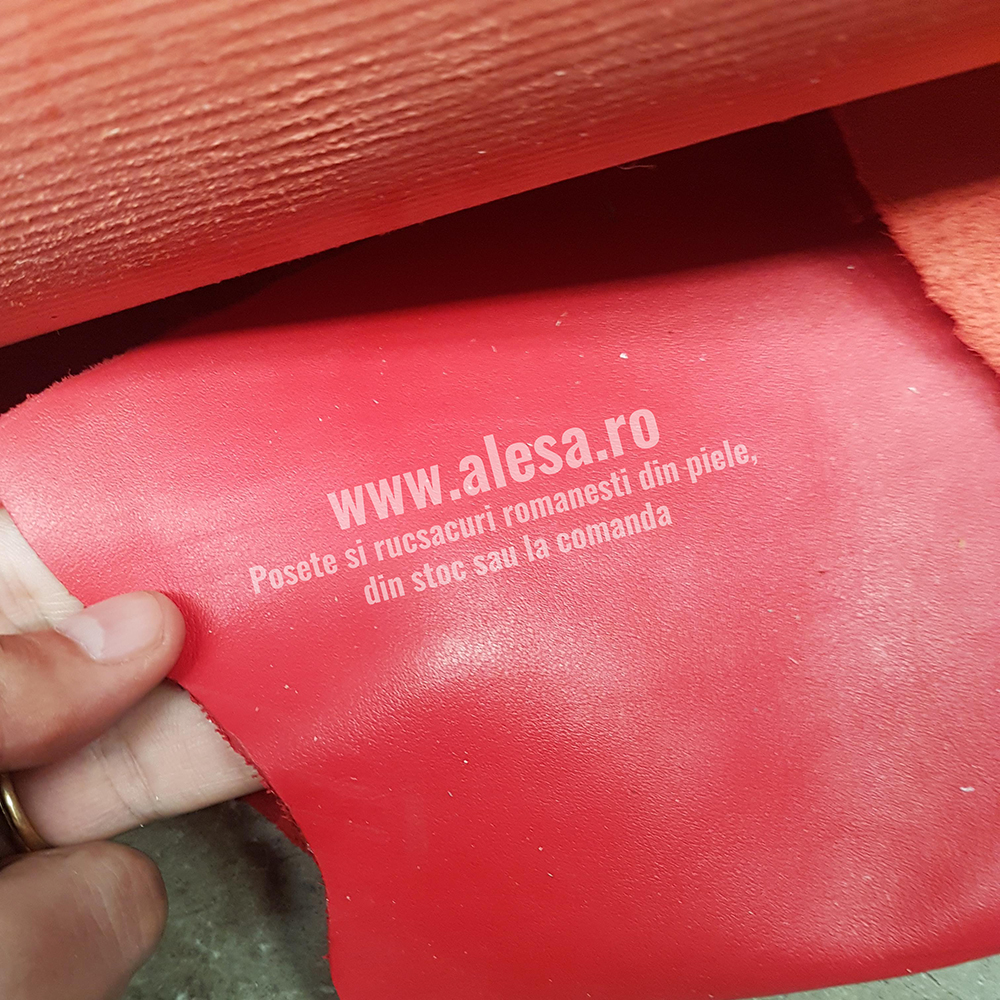 www.alesa.ro
Posete si rucsacuri romanesti din piele,
din stoc sau la comanda